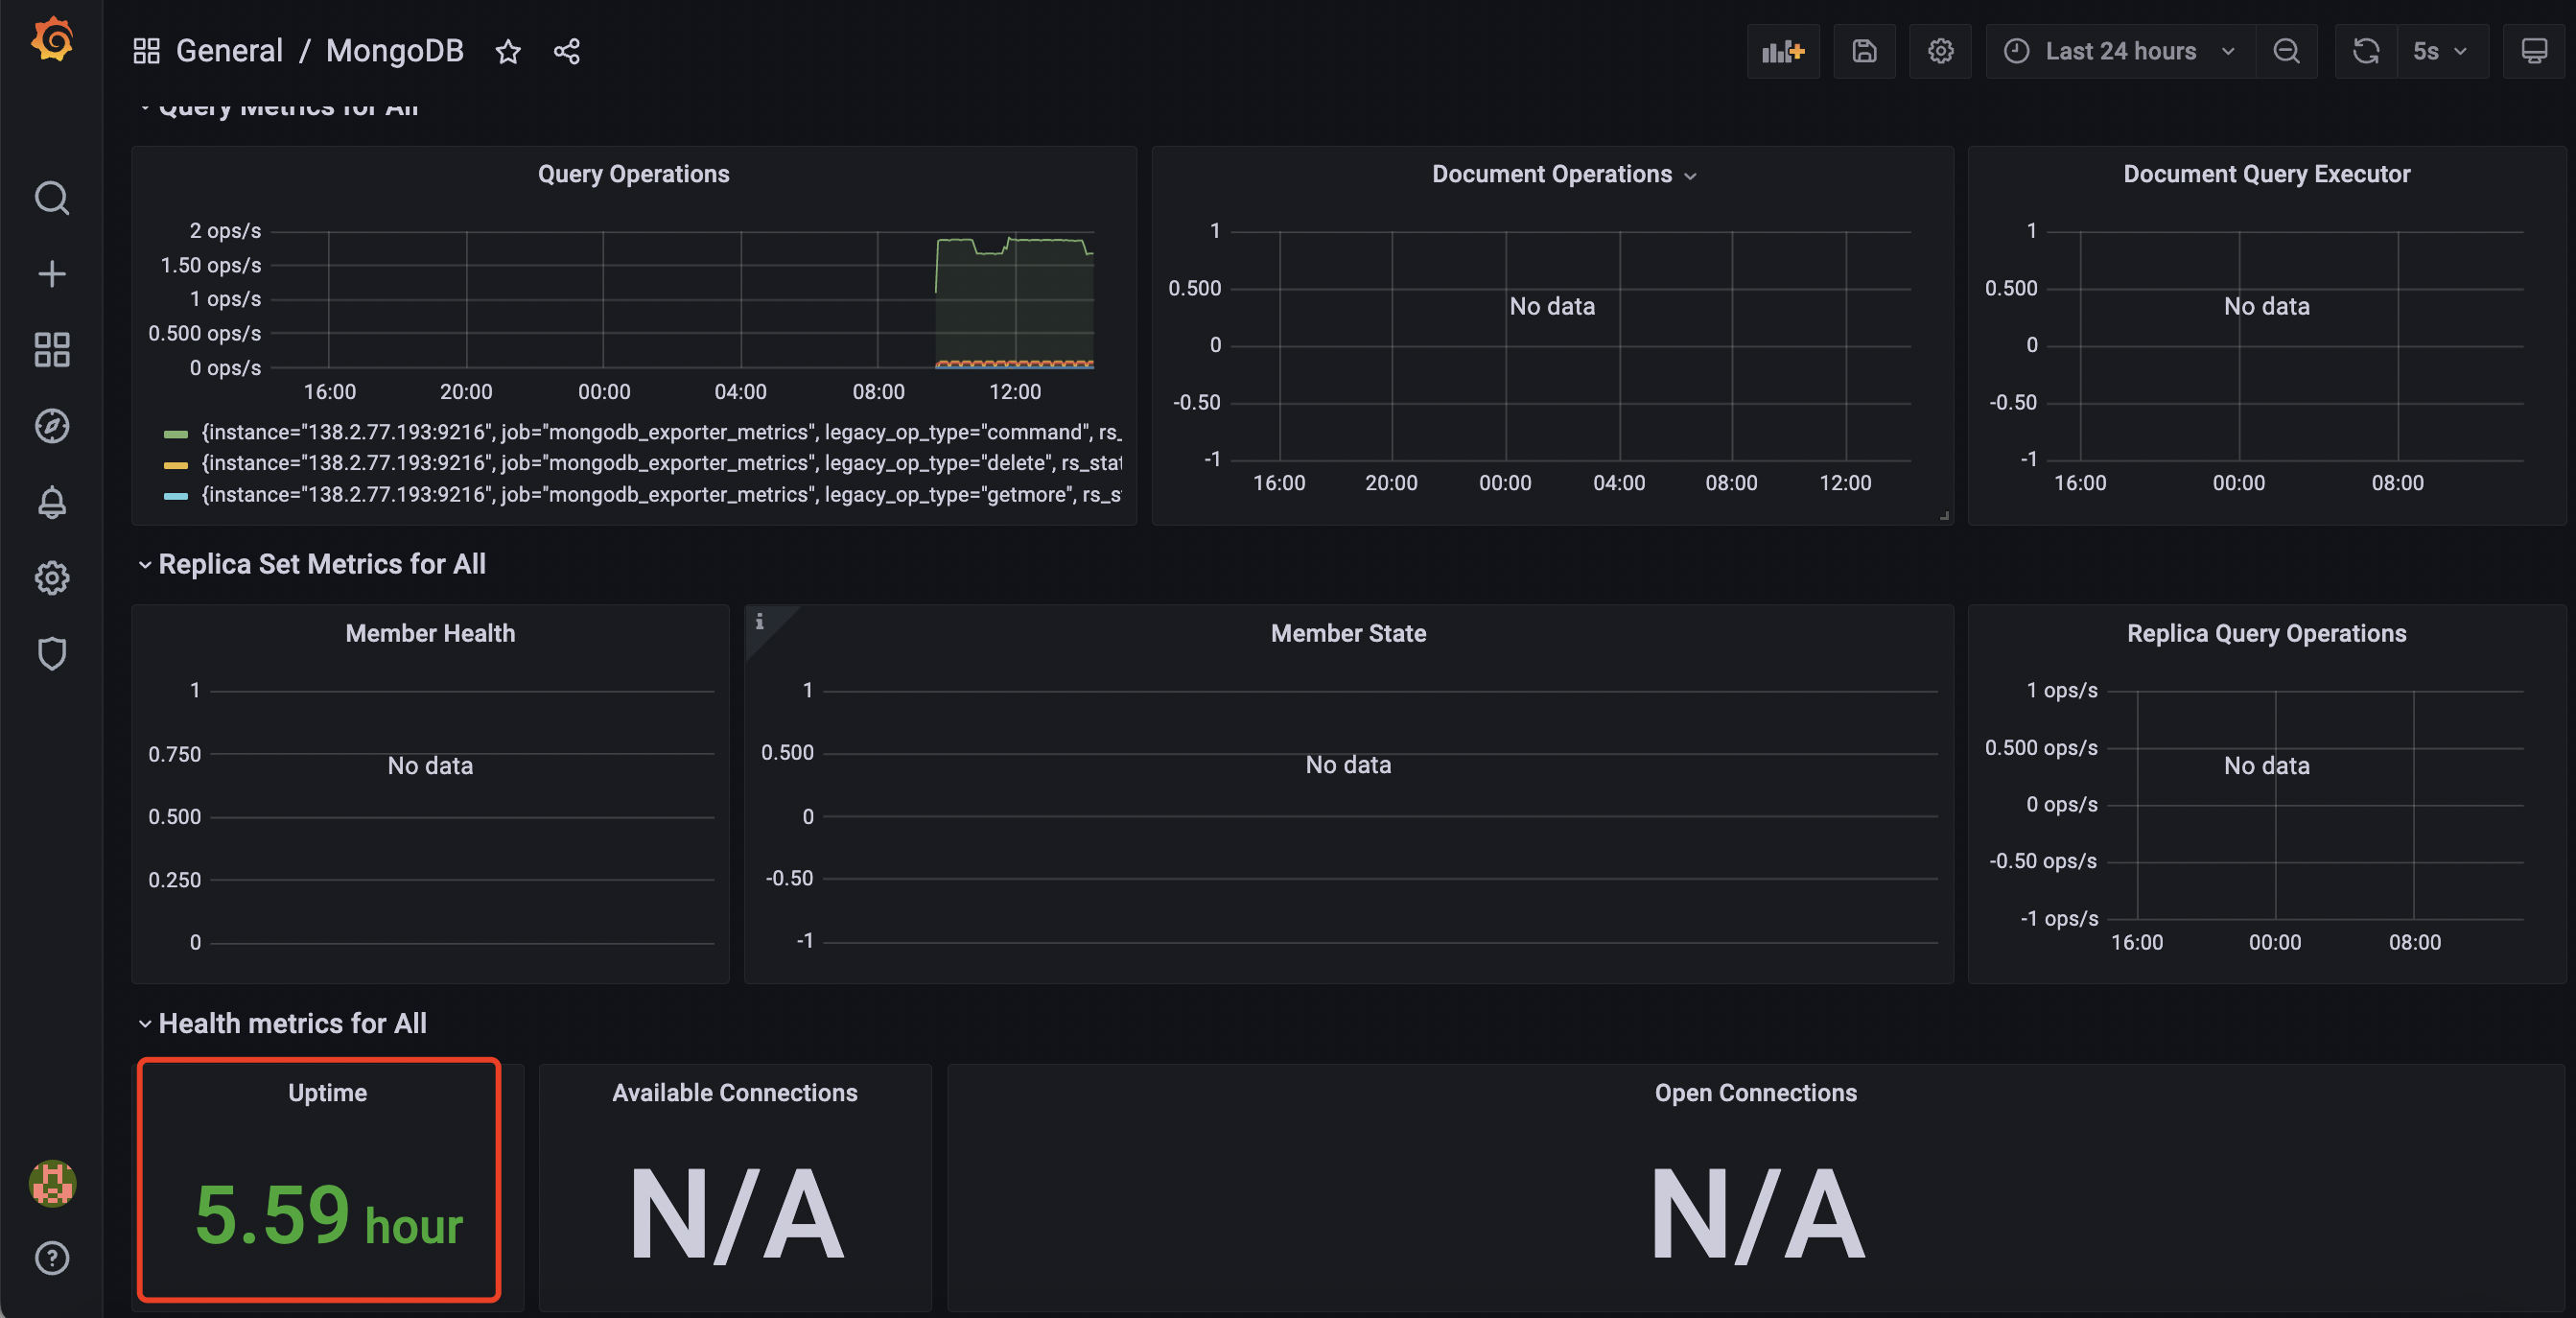 General / MongoDB
Last 24 hours
5s
Query Metrics for All
Query Operations
2 ops/s
1.50 ops/s
1 ops/s
0.500 ops/s
0 ops/s
16:00 20:00 00:00 04:00 08:00 12:00
{instance="138.2.77.193:9216", job="mongodb_exporter_metrics", legacy_op_type="command", rs_
{instance="138.2.77.193:9216", job="mongodb_exporter_metrics", legacy_op_type="delete", rs_stat
{instance="138.2.77.193:9216", job="mongodb_exporter_metrics", legacy_op_type="getmore", rs_s
Document Operations
1
0.500
No data
0
-0.50
-1
16:00 20:00 00:00 04:00 08:00 12:00
Document Query Executor
1
0.500
No data
0
-0.50
-1
16:00 00:00 08:00
Replica Set Metrics for All
Member Health
1
0.750
No data
0.500
0.250
0
i
Member State
1
0.500
No data
0
-0.50
-1
Replica Query Operations
1 ops/s
0.500 ops/s
No data
0 ops/s
-0.50 ops/s
-1 ops/s
16:00 00:00 08:00
Health metrics for All
Uptime
5.59 hour
Available Connections
N/A
Open Connections
N/A